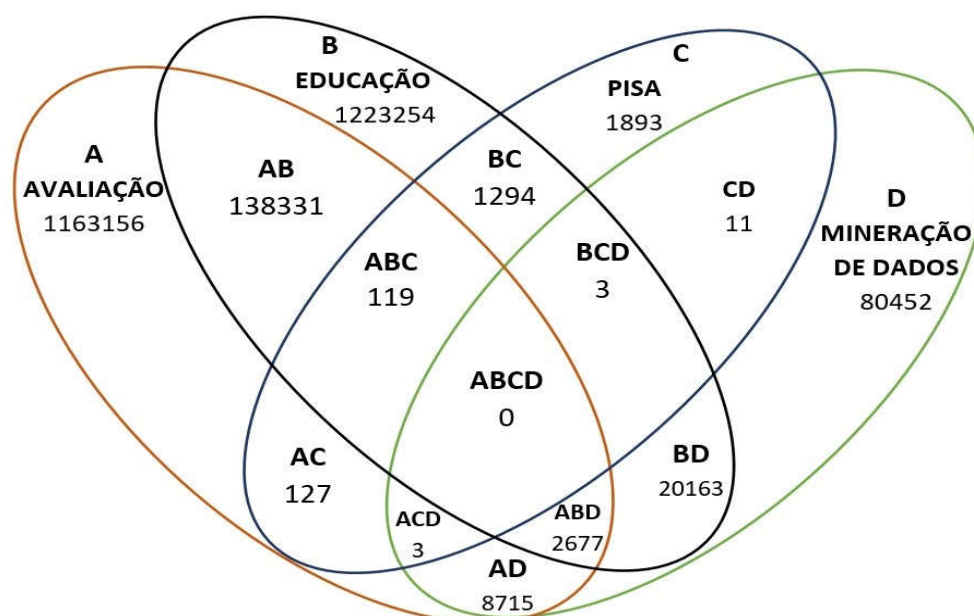 B
EDUCAÇÃO
1223254
C
PISA
1893
A
AVALIAÇÃO
1163156
AB
138331
BC
1294
CD
11
D
MINERAÇÃO
DE DADOS
80452
ABC
119
BCD
3
ABCD
0
AC
127
BD
20163
ACD
3
ABD
2677
AD
8715